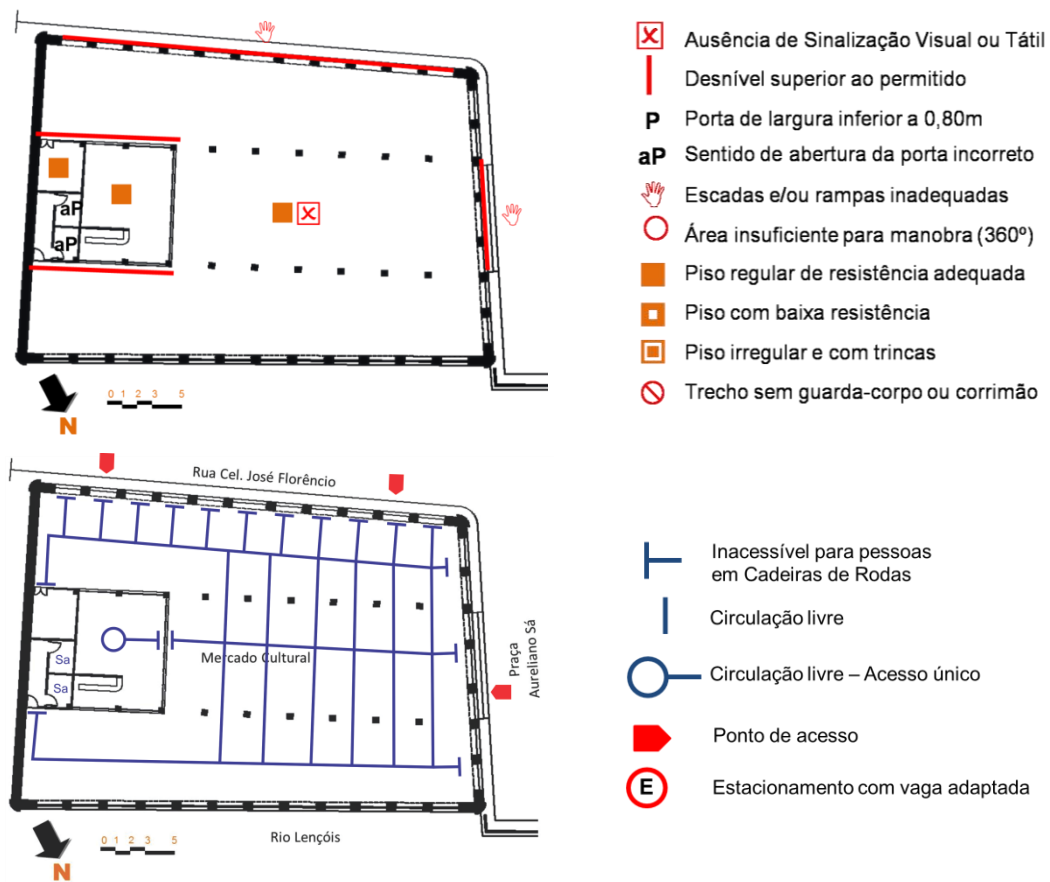 Ausência de Sinalização Visual ou Tátil
Desnível superior ao permitido
P Porta de largura inferior a 0,80m
aP Sentido de abertura da porta incorreto
Escadas e/ou rampas inadequadas
Área insuficiente para manobra (360º)
Piso regular de resistência adequada
Piso com baixa resistência
Piso irregular e com trincas
Trecho sem guarda-corpo ou corrimão
aP
aP
0 1 2 3 5
N
Rua Cel. José Florêncio
Mercado Cultural
Sa
Sa
Praça
Aureliano Sá
Rio Lençóis
0 1 2 3 5
N
Inacessível para pessoas
em Cadeiras de Rodas
Circulação livre
Circulação livre – Acesso único
Ponto de acesso
E Estacionamento com vaga adaptada